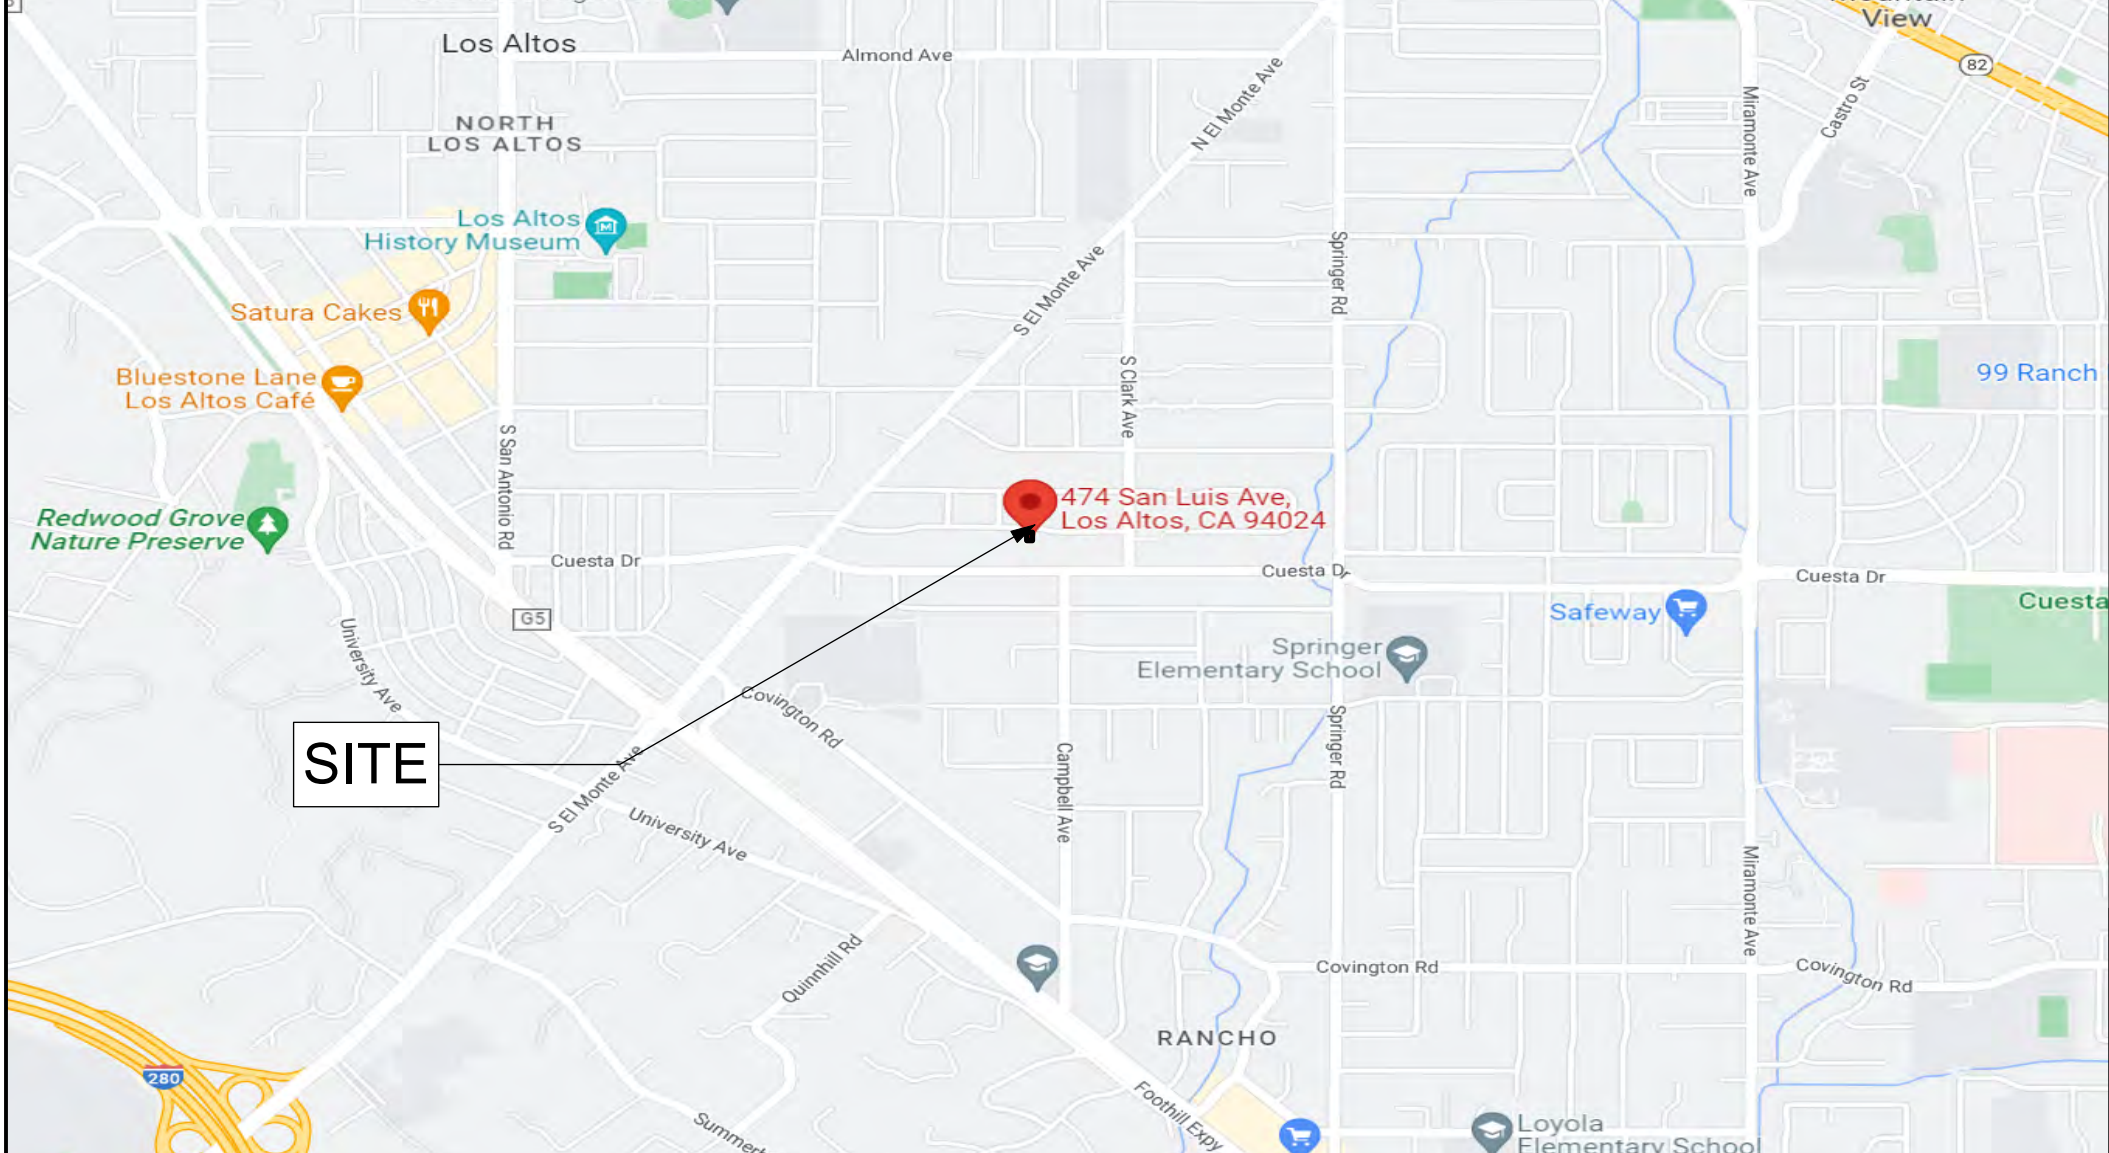 View
Los Altos
Almond Ave
82
NORTH
LOS ALTOS
N El Monte Ave
Miramonte Ave
Castro St
Los Altos
History Museum
Satura Cakes
S El Monte Ave
Springer Rd
Bluestone Lane
Los Altos Café
S Clark Ave
99 Ranch
S San Antonio Rd
474 San Luis Ave,
Los Altos, CA 94024
Redwood Grove
Nature Preserve
Cuesta Dr
Cuesta Dr
Cuesta Dr
Cuesta
G5
Safeway
University Ave
Springer
Elementary School
Covington Rd
SITE
S El Monte Ave
Campbell Ave
Springer Rd
University Ave
Miramonte Ave
Quinnhill Rd
Covington Rd
Covington Rd
RANCHO
280
Foothill Expy
Loyola
Elementary School